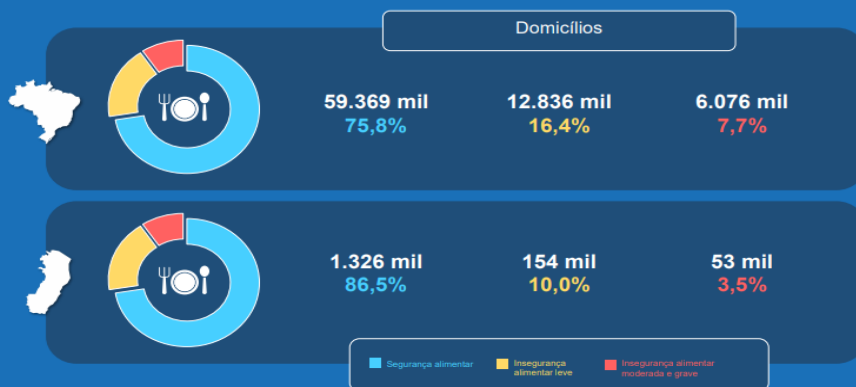 Domicílios
59.369 mil
12.836 mil
6.076 mil
75,8%
16,4%
7,7%
1.326 mil
154 mil
53 mil
86,5%
10,0%
3,5%
Segurança alimentar
Insegurança
alimentar leve
Insegurança alimentar
moderada e grave